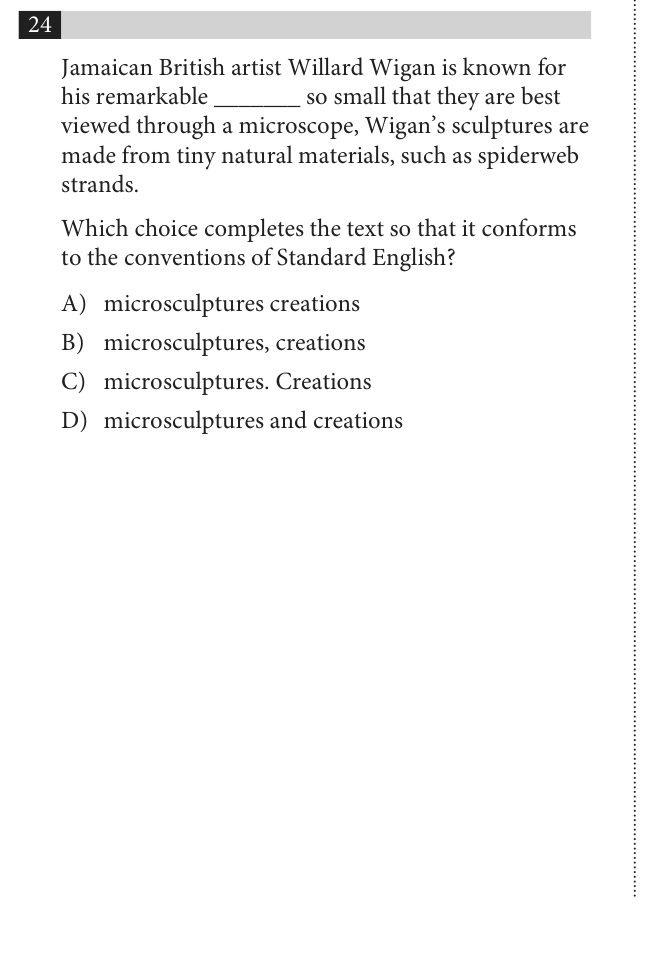 24
Jamaican British artist Willard Wigan is known for
his remarkable _______ so small that they are best
viewed through a microscope, Wigan’s sculptures are
made from tiny natural materials, such as spiderweb
strands.
Which choice completes the text so that it conforms
to the conventions of Standard English?
A) microsculptures creations
B) microsculptures, creations
C) microsculptures. Creations
D) microsculptures and creations